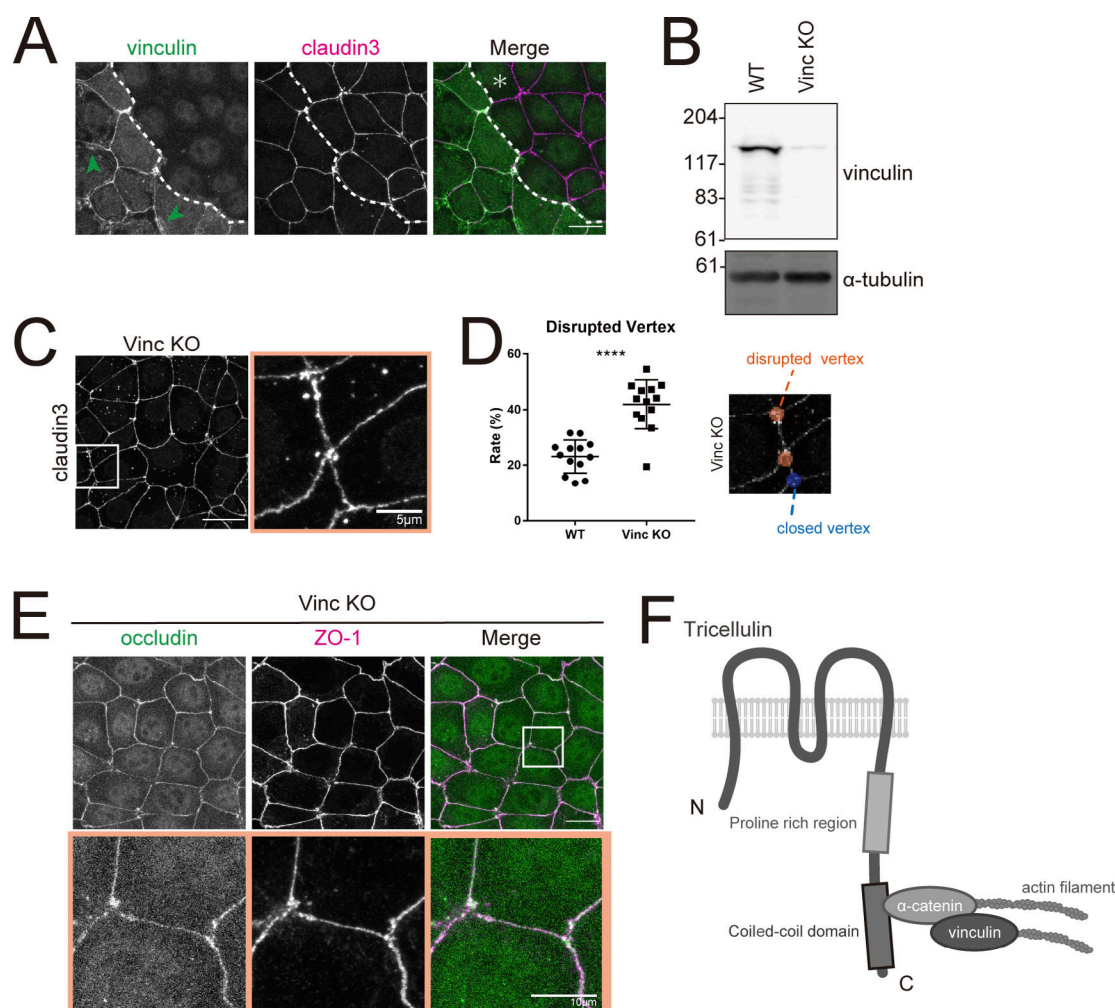 A
vinculin
claudin3
Merge
*
B
WT
Vinc KO
204
117
83
61
vinculin
61
α-tubulin
C
Vinc KO
claudin3
5μm
D
Disrupted Vertex
****
Rate (%)
60
40
20
0
WT
Vinc KO
disrupted vertex
Vinc KO
closed vertex
E
Vinc KO
occludin
ZO-1
Merge
10μm
F
Tricellulin
N
Proline rich region
Coiled-coil domain
α-catenin
vinculin
actin filament
C